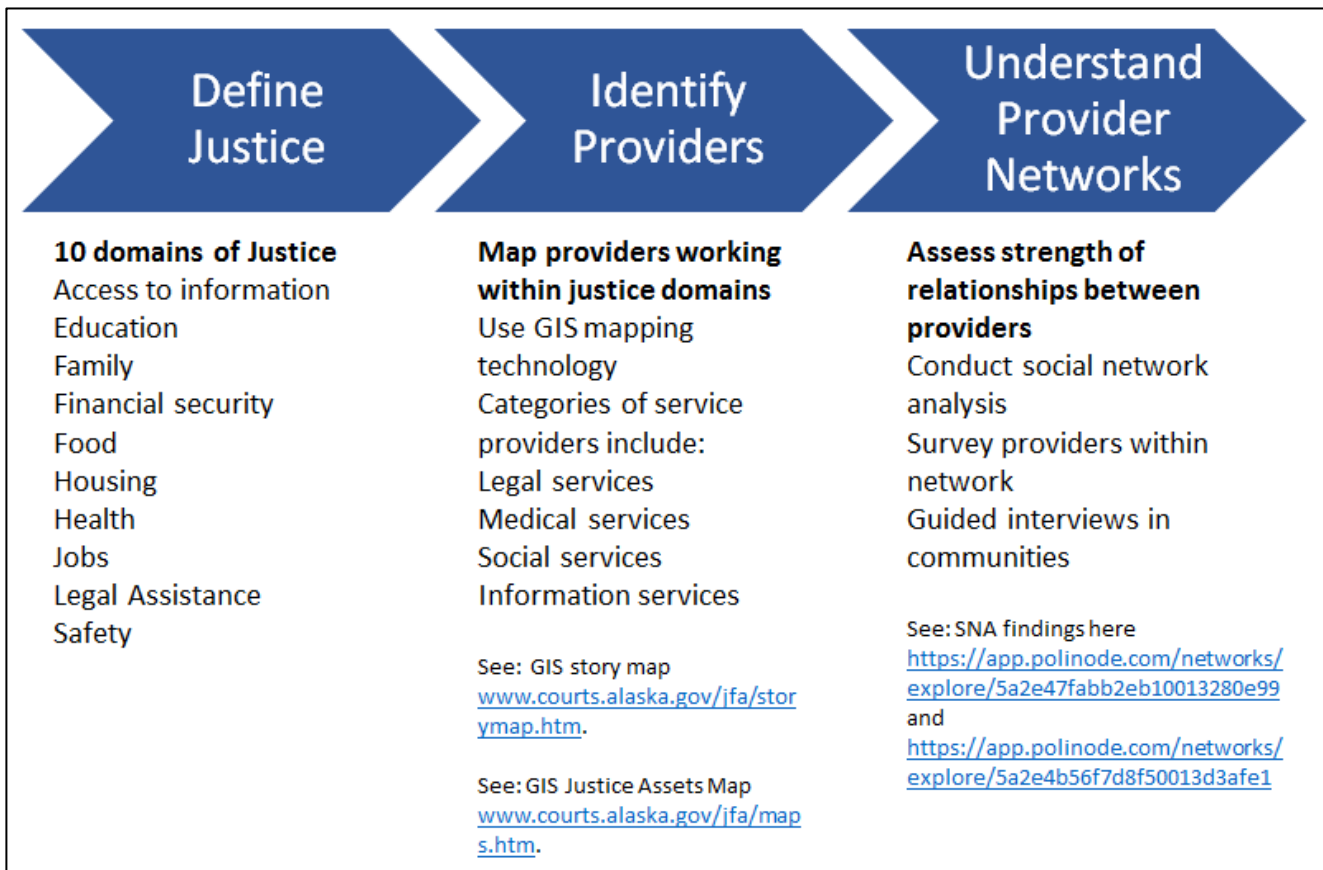 Define
Justice
10 domains of Justice
Access to information
Education
Family
Financial security
Food
Housing
Health
Jobs
Legal Assistance
Safety
Identify
Providers
Map providers working
within justice domains
Use GIS mapping
technology
Categories of service
providers include:
Legal services
Medical services
Social services
Information services
See: GIS story map
www.courts.alaska.gov/jfa/stor
ymap.htm.
See: GIS Justice Assets Map
www.courts.alaska.gov/jfa/map
s.htm.
Understand
Provider
Networks
Assess strength of
relationships between
providers
Conduct social network
analysis
Survey providers within
network
Guided interviews in
communities
See: SNA findings here
https://app.polinode.com/networks/
explore/5a2e47fabb2eb10013280e99
and
https://app.polinode.com/networks/
explore/5a2e4b56f7d8f50013d3afe1